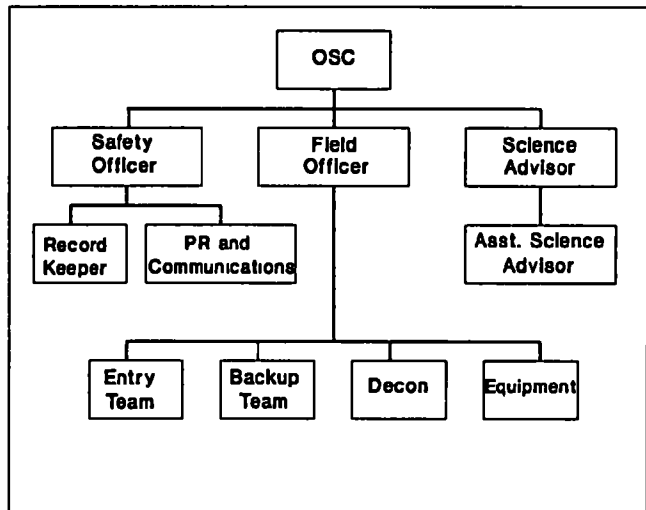 OSC
Safety
Officer
Field
Officer
Science
Advisor
Record
Keeper
PR and
Communications
Asst. Science
Advisor
Entry
Team
Backup
Team
Decon
Equipment